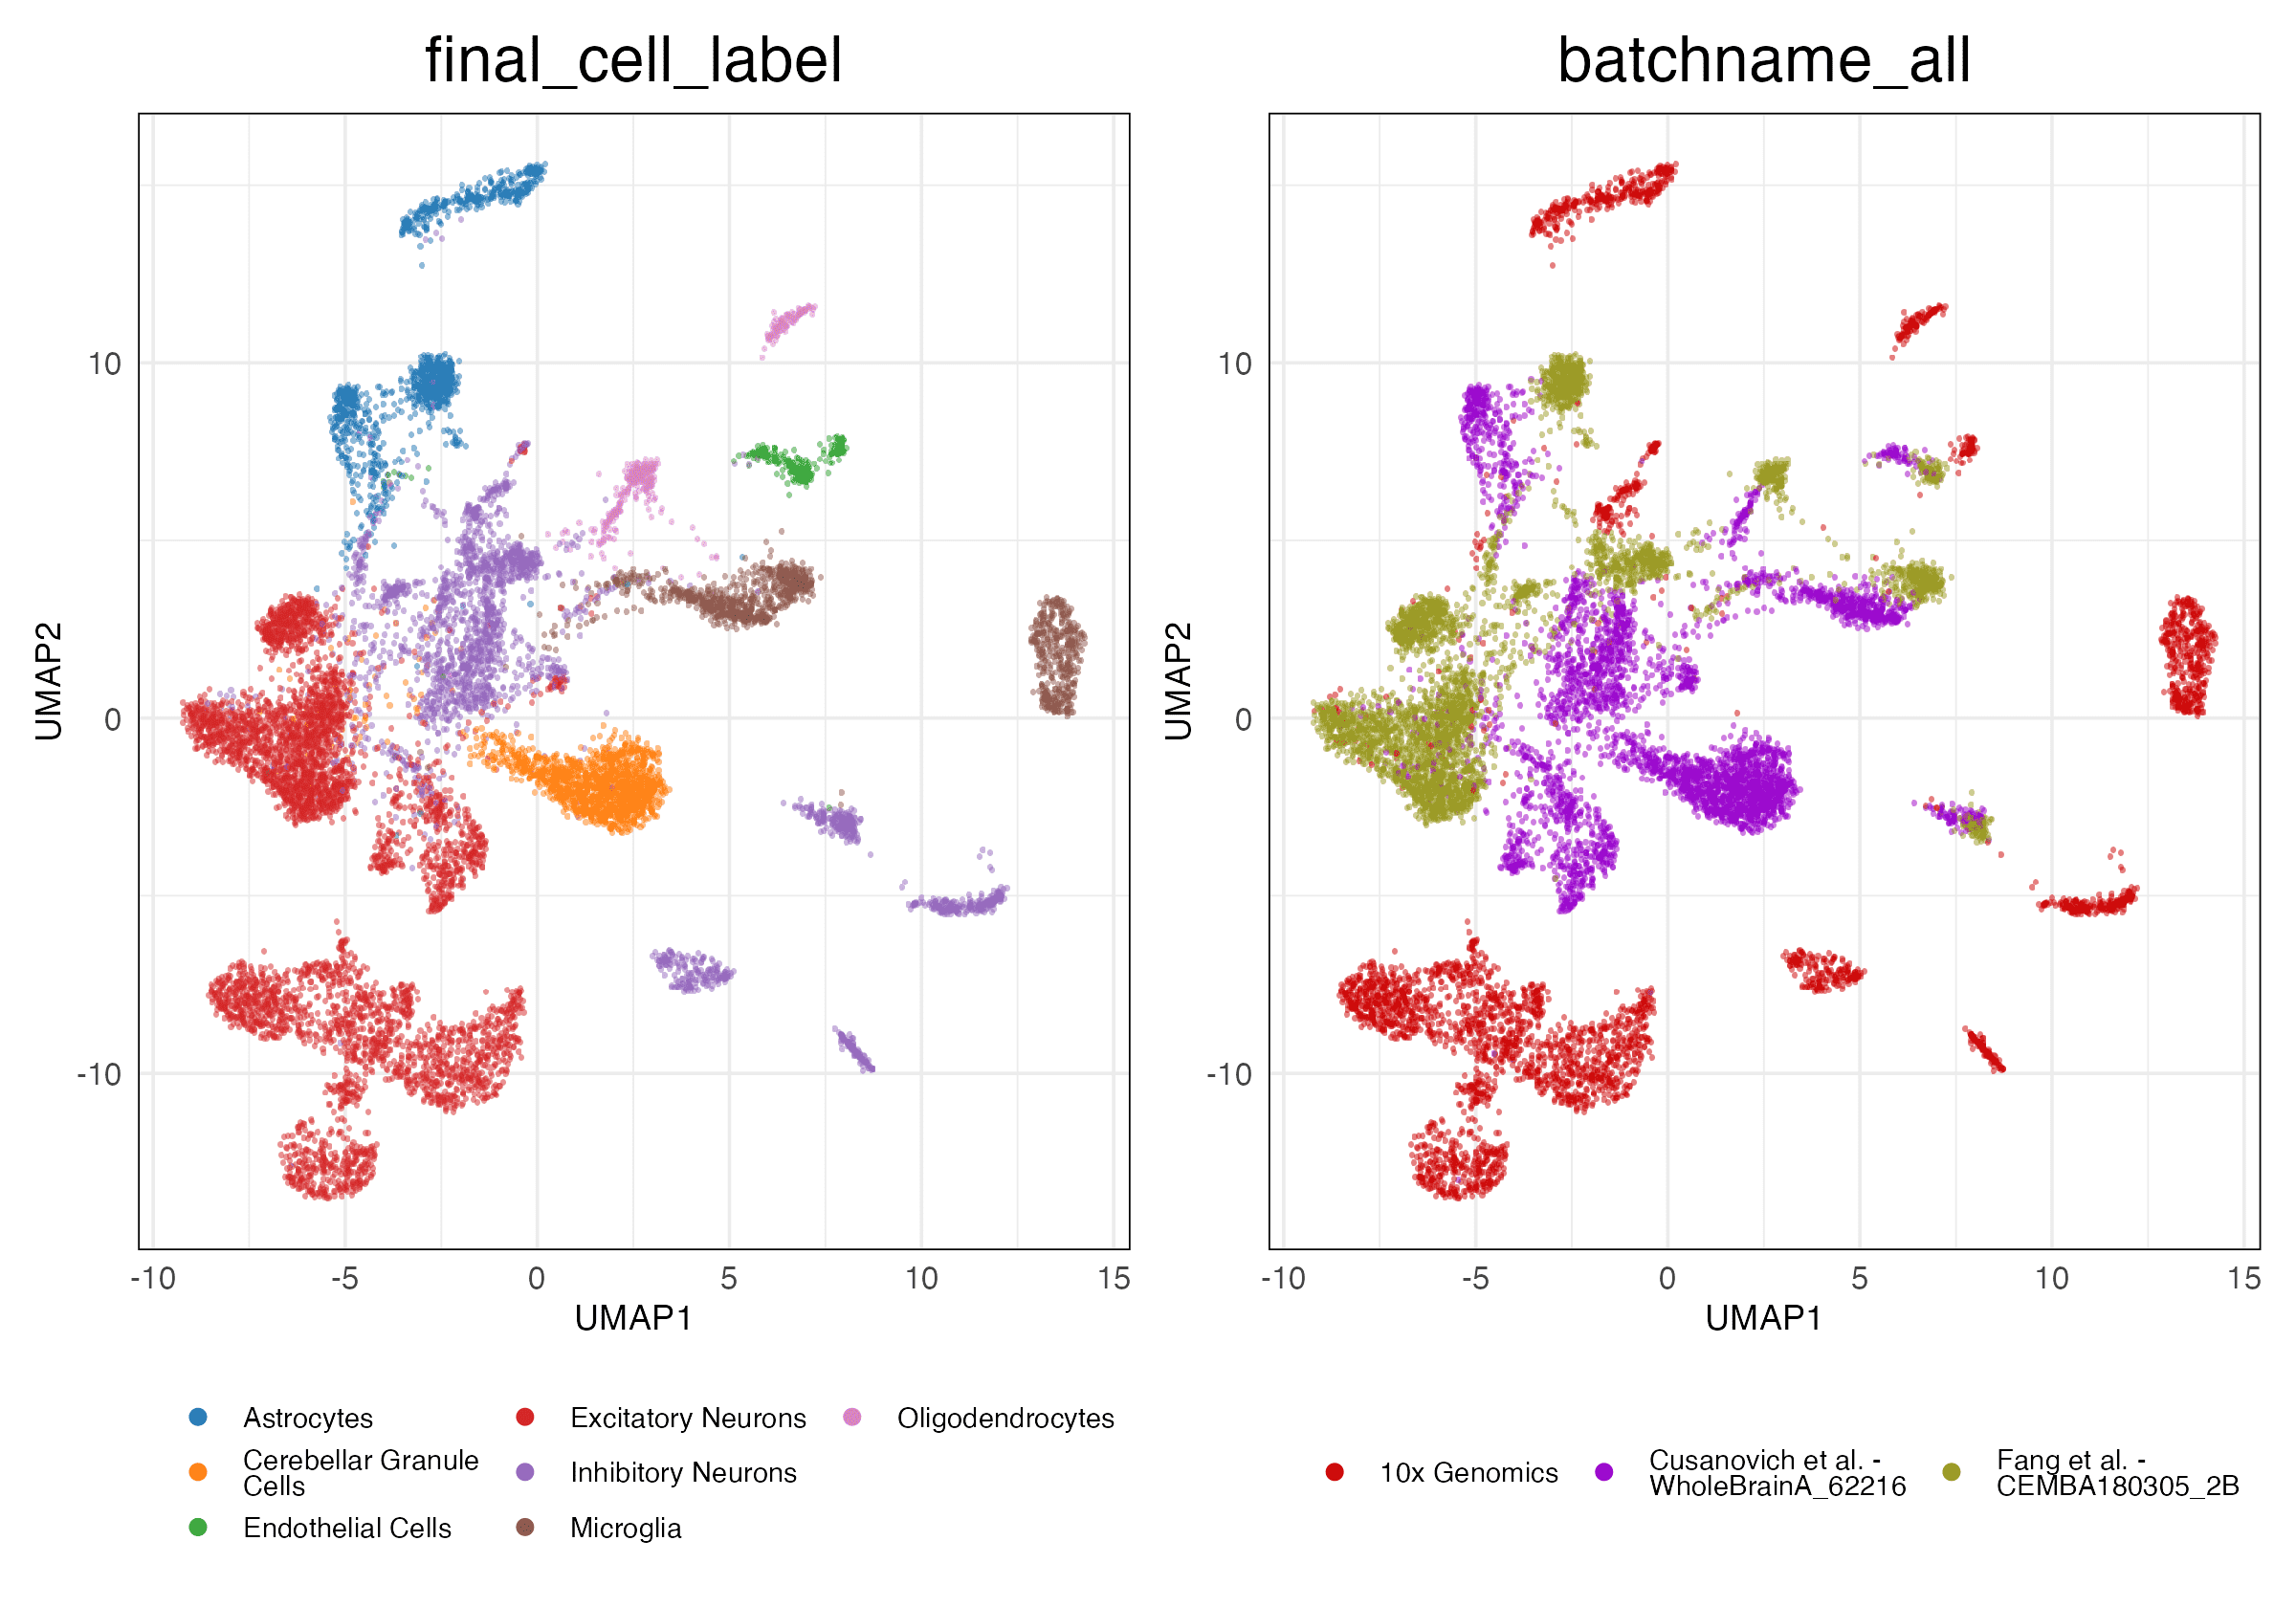 final_cell_label
batchname_all
10
0
-10
UMAP2
-10 -5 0 5 10 15
UMAP1
10
0
-10
UMAP2
-10 -5 0 5 10 15
UMAP1
Astrocytes
Cerebellar Granule
Cells
Endothelial Cells
Excitatory Neurons
Inhibitory Neurons
Microglia
Oligodendrocytes
10x Genomics
Cusanovich et al. -
WholeBrainA_62216
Fang et al. -
CEMBA180305_2B